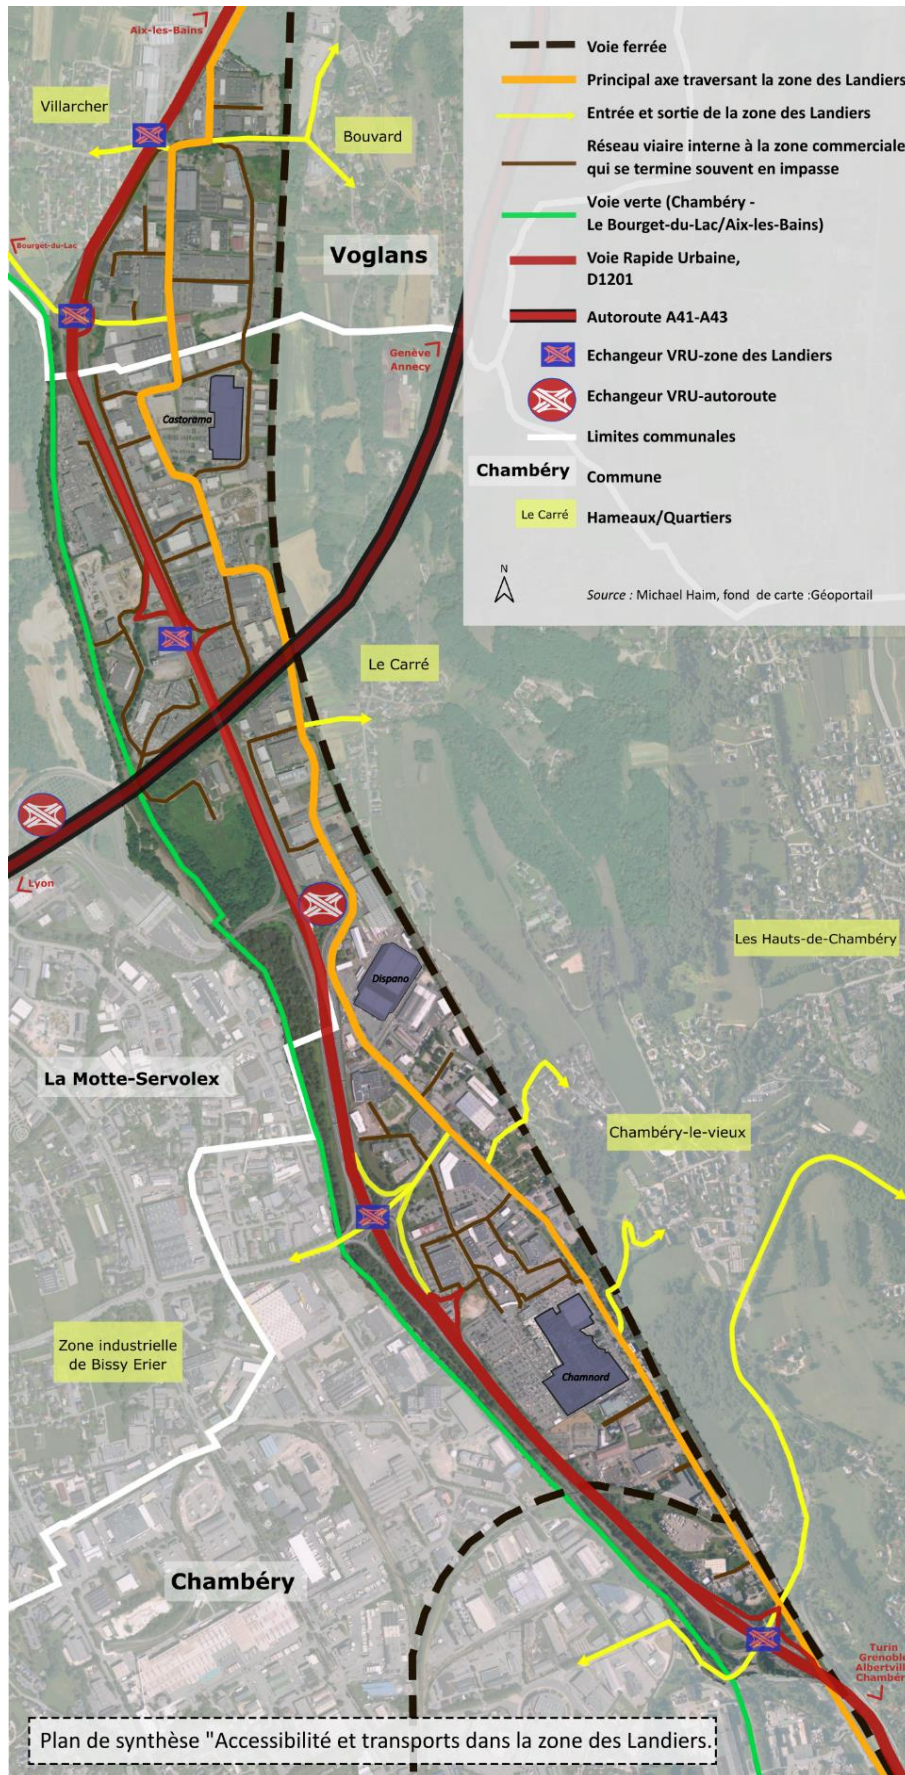 Aix-les-Bains
Villarcher
Bouvard
Bourget-du-Lac
Voglans
Genève
Annecy
Castorama
Voie ferrée
Principal axe traversant la zone des Landiers
Entrée et sortie de la zone des Landiers
Réseau viaire interne à la zone commerciale
qui se termine souvent en impasse
Voie verte (Chambéry -
Le Bourget-du-Lac/Aix-les-Bains)
Voie Rapide Urbaine,
D1201
Autoroute A41-A43
Echangeur VRU-zone des Landiers
Echangeur VRU-autoroute
Limites communales
Chambéry
Commune
Le Carré
Hameaux/Quartiers
N
Source : Michael Haim, fond de carte :Géoportail
Le Carré
Lyon
Les Hauts-de-Chambéry
Dispano
La Motte-Servolex
Chambéry-le-vieux
Zone industrielle
de Bissy Erier
Chamnord
Chambéry
Turin
Grenoble
Albertville
Chambér
Plan de synthèse "Accessibilité et transports dans la zone des Landiers.